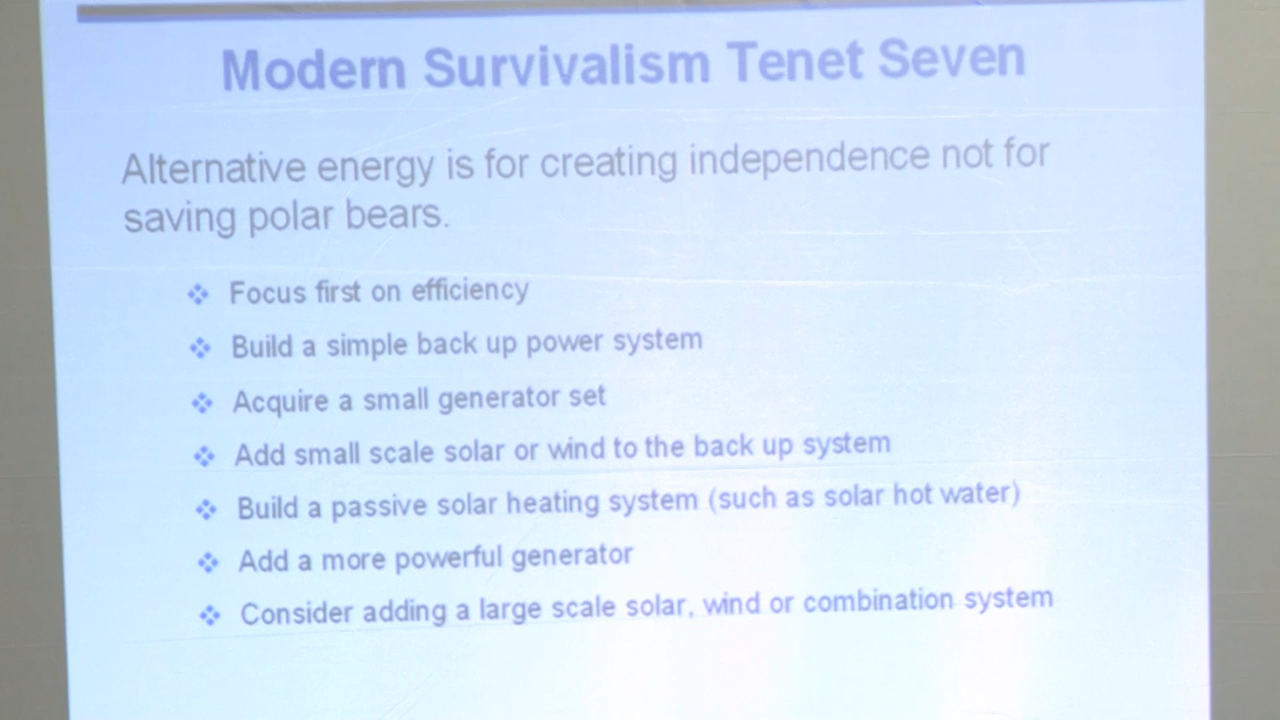 Modern Survivalism Tenet Seven
Alternative energy is for creating independence not for
saving polar bears.
Focus first on efficiency
Build a simple back up power system
Acquire a small generator set
Add small scale solar or wind to the back up system
Build a passive solar heating system (such as solar hot water)
Add a more powerful generator
Consider adding a large scale solar, wind or combination system